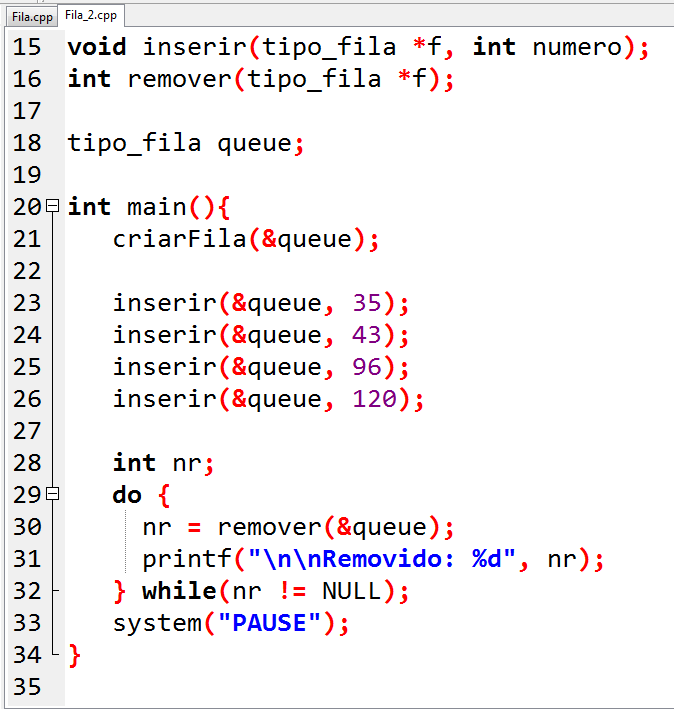 Fila.cpp Fila_2.cpp
15 void inserir(tipo_fila *f, int numero);
16 int remover(tipo_fila *f);
17
18 tipo_fila queue;
19
20 int main(){
21 criarFila(&queue);
22
23 inserir(&queue, 35);
24 inserir(&queue, 43);
25 inserir(&queue, 96);
26 inserir(&queue, 120);
27
28 int nr;
29 do {
30 nr = remover(&queue);
31 printf("\n\nRemovido: %d", nr);
32 } while(nr != NULL);
33 system("PAUSE");
34 }
35